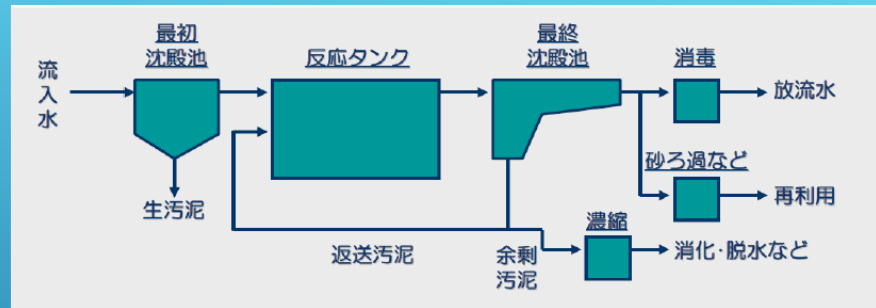 最初
沈殿池
反応タンク
最終
沈殿池
消毒
流
入
水
放流水
砂ろ過など
再利用
生汚泥
返送汚泥
余剰
汚泥
濃縮
消化・脱水など